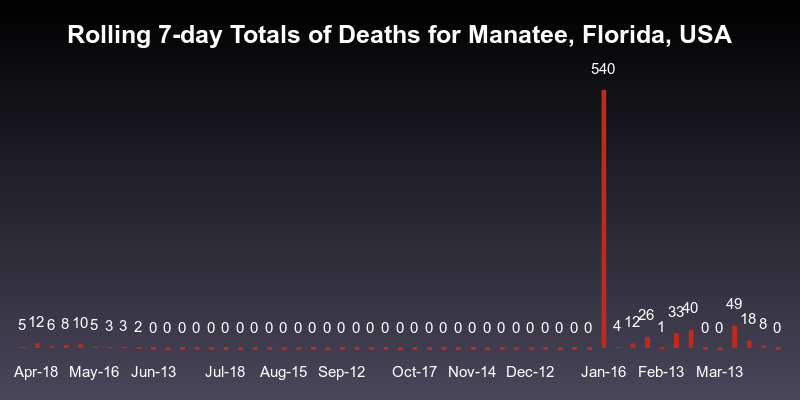 Rolling 7-day Totals of Deaths for Manatee, Florida, USA
540
5 12 6 8 10 5 3 3 2 0 0 0 0 0 0 0 0 0 0 0 0 0 0 0 0 0 0 0 0 0 0 0 0 0 0 0 0 0 0 0 4 12 26 1 33 40 0 0 49 18 8 0
Apr-18 May-16 Jun-13 Jul-18 Aug-15 Sep-12 Oct-17 Nov-14 Dec-12 Jan-16 Feb-13 Mar-13